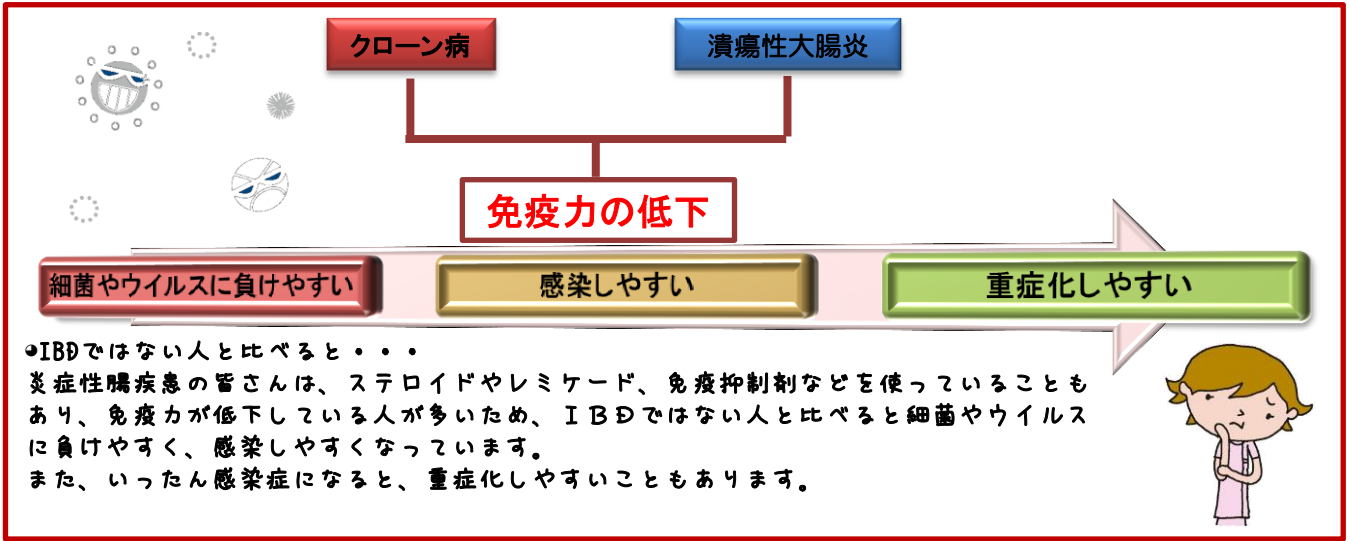 クローン病
潰瘍性大腸炎
免疫力の低下
細菌やウイルスに負けやすい
感染しやすい
重症化しやすい
IBDではない人と比べると・・・
炎症性腸疾患の皆さんは、ステロイドやレミケード、免疫抑制剤などを使っていることも
あり、免疫力が低下している人が多いため、ＩＢＤではない人と比べると細菌やウイルス
に負けやすく、感染しやすくなっています。
また、いったん感染症になると、重症化しやすいこともあります。